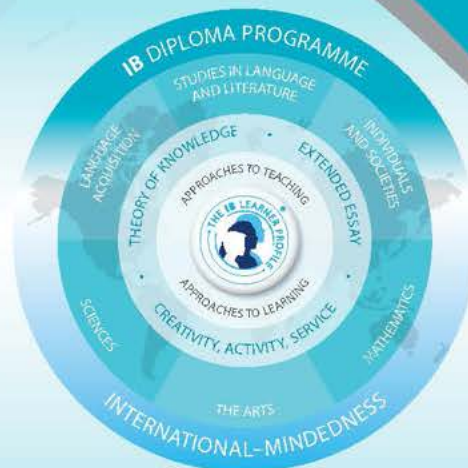 IB DIPLOMA PROGRAMME
STUDIES IN LANGUAGE
AND LITERATURE
LANGUAGE
ACQUISITION
INDIVIDUALS
AND SOCIETIES
THEORY OF KNOWLEDGE
EXTENDED ESSAY
APPROACHES TO TEACHING
THE IB LEARNER PROFILE
APPROACHES TO LEARNING
CREATIVITY, ACTIVITY, SERVICE
SCIENCES
MATHEMATICS
THE ARTS
INTERNATIONAL-MINDEDNESS